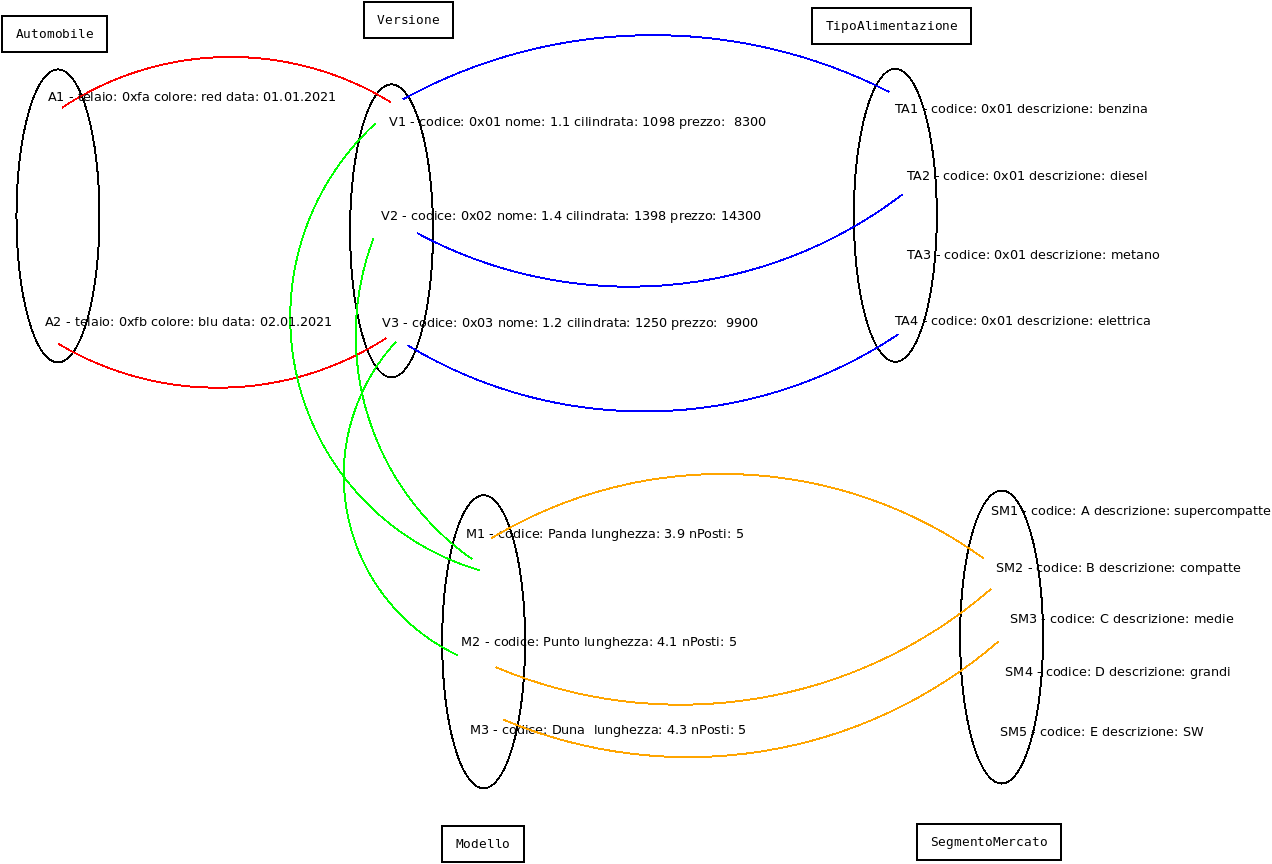 Automobile
Versione
TipoAlimentazione
A1 - telaio: 0xfa colore: red data: 01.01.2021
A2 - telaio: 0xfb colore: blu data: 02.01.2021
V1 - codice: 0x01 nome: 1.1 cilindrata: 1098 prezzo:  8300
V2 - codice: 0x02 nome: 1.4 cilindrata: 1398 prezzo: 14300
V3 - codice: 0x03 nome: 1.2 cilindrata: 1250 prezzo:  9900
TA1 - codice: 0x01 descrizione: benzina
TA2 - codice: 0x01 descrizione: diesel
TA3 - codice: 0x01 descrizione: metano
TA4 - codice: 0x01 descrizione: elettrica
M1 - codice: Panda lunghezza: 3.9 nPosti: 5
M2 - codice: Punto lunghezza: 4.1 nPosti: 5
M3 - codice: Duna  lunghezza: 4.3 nPosti: 5
SM1 - codice: A descrizione: supercompatte
SM2 - codice: B descrizione: compatte
SM3 - codice: C descrizione: medie
SM4 - codice: D descrizione: grandi
SM5 - codice: E descrizione: SW
Modello
SegmentoMercato